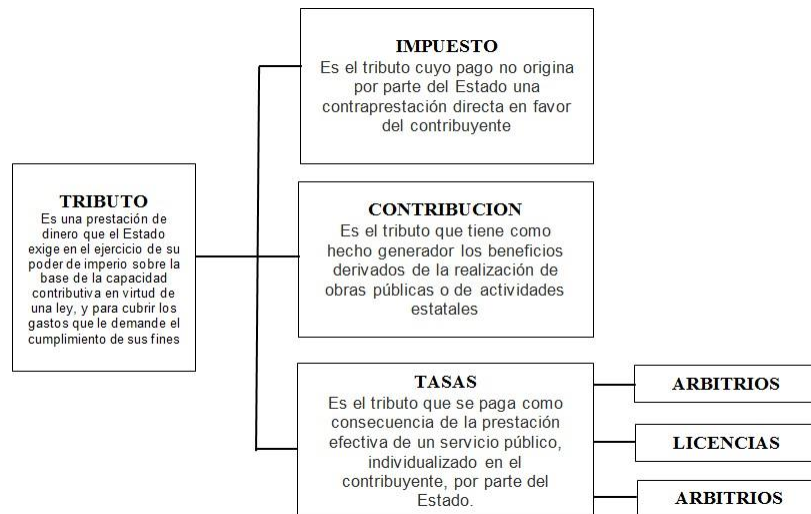 TRIBUTO
Es una prestación de
dinero que el Estado
exige en el ejercicio de su
poder de imperio sobre la
base de la capacidad
contributiva en virtud de
una ley, y para cubrir los
gastos que le demande el
cumplimiento de sus fines
IMPUESTO
Es el tributo cuyo pago no origina
por parte del Estado una
contraprestación directa en favor
del contribuyente
CONTRIBUCION
Es el tributo que tiene como
hecho generador los beneficios
derivados de la realización de
obras públicas o de actividades
estatales
TASAS
Es el tributo que se paga como
consecuencia de la prestación
efectiva de un servicio público,
individualizado en el
contribuyente, por parte del
Estado.
ARBITRIOS
LICENCIAS
ARBITRIOS